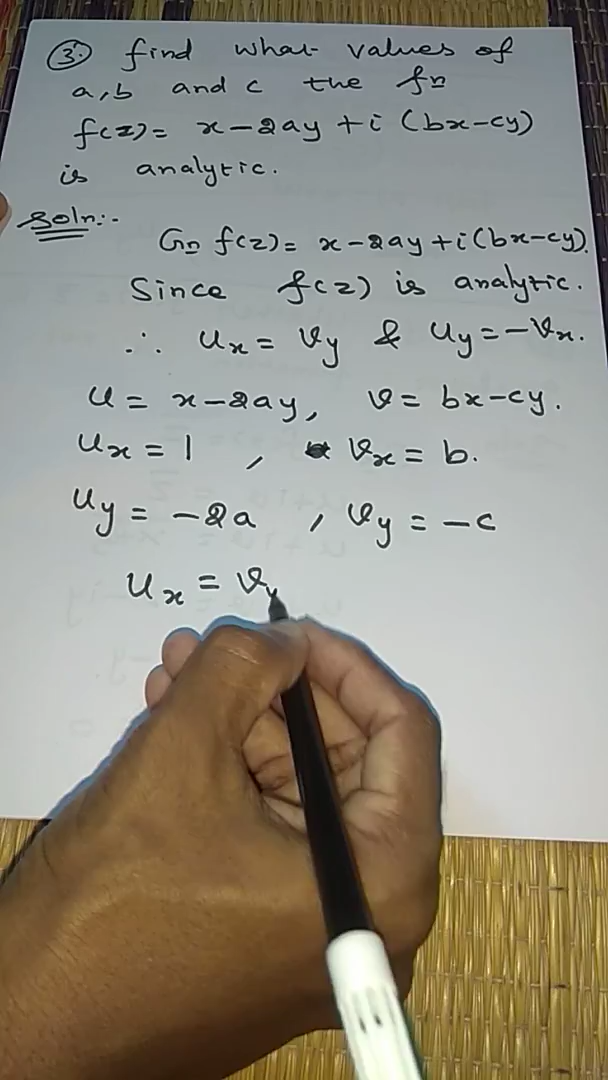 3. find what values of
a,b and c the fn
f(z)= x-2ay +i (bx-cy)
is analytic.
Soln:-
Gn f(z)= x-2ay+i(bx-cy).
Since f(z) is analytic.
∴ ux = vy & uy=-vx.
u= x-2ay, v= bx-cy.
ux = 1 , vx = b.
uy = -2a , vy = -c
ux = vy